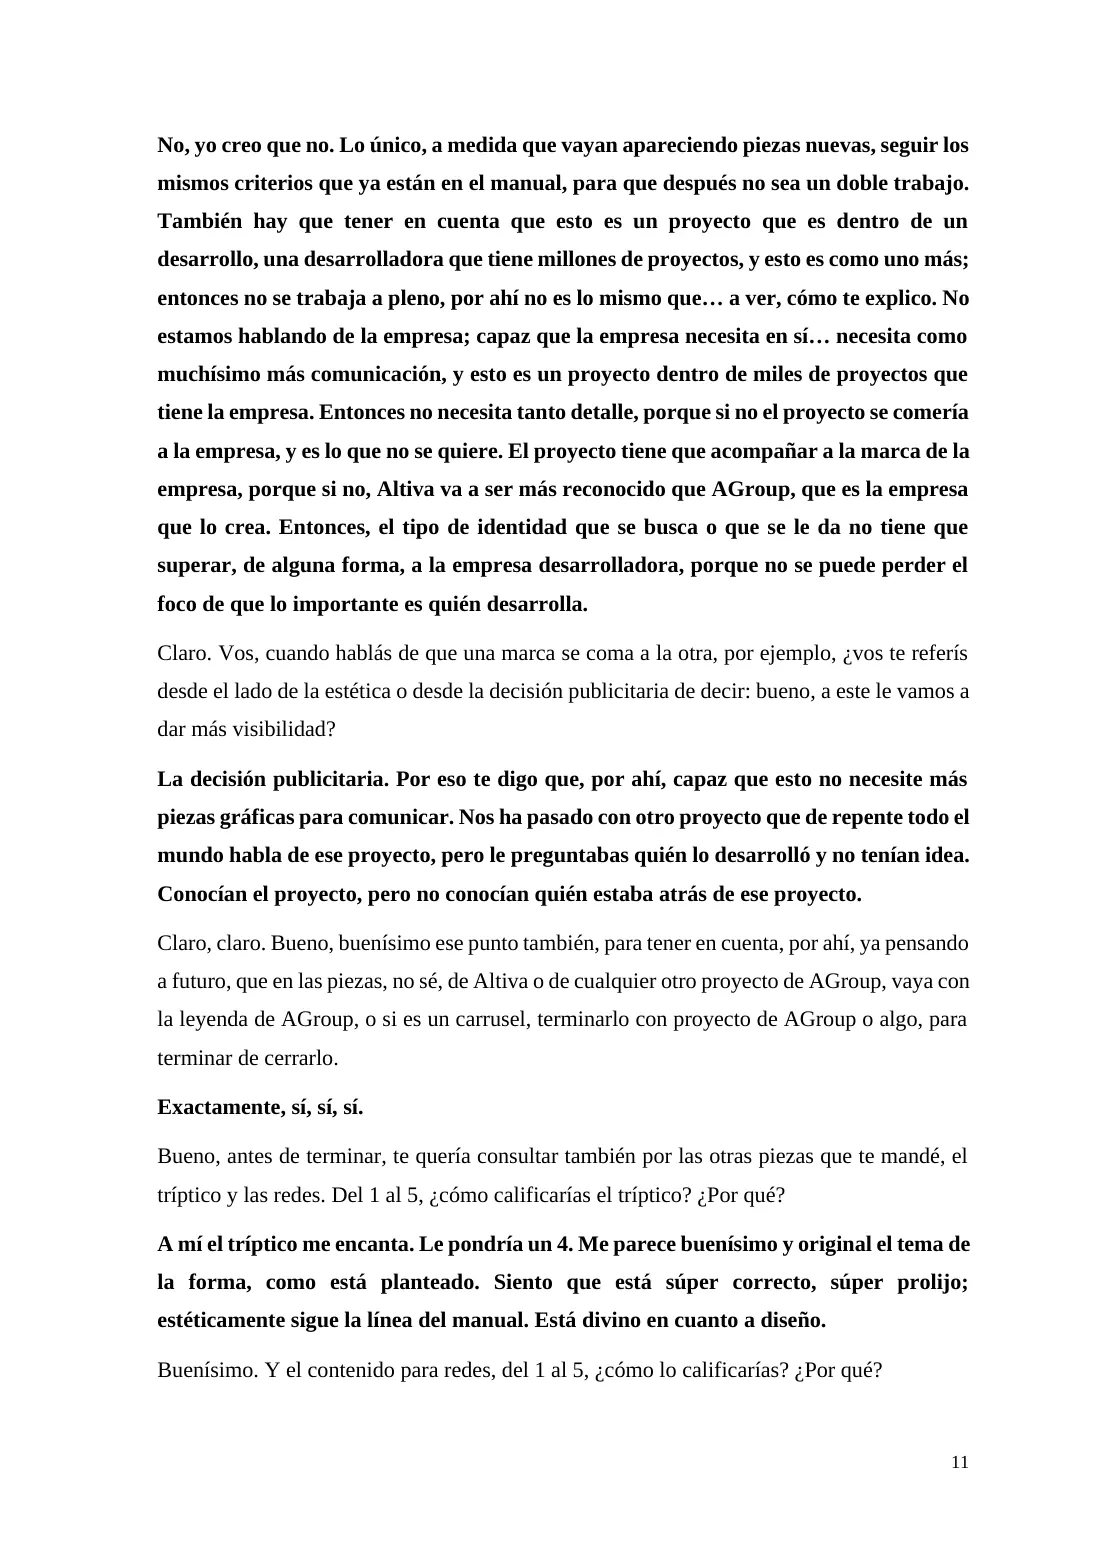 No, yo creo que no. Lo único, a medida que vayan apareciendo piezas nuevas, seguir los
mismos criterios que ya están en el manual, para que después no sea un doble trabajo.
También hay que tener en cuenta que esto es un proyecto que es dentro de un
desarrollo, una desarrolladora que tiene millones de proyectos, y esto es como uno más;
entonces no se trabaja a pleno, por ahí no es lo mismo que… a ver, cómo te explico. No
estamos hablando de la empresa; capaz que la empresa necesita en sí… necesita como
muchísimo más comunicación, y esto es un proyecto dentro de miles de proyectos que
tiene la empresa. Entonces no necesita tanto detalle, porque si no el proyecto se comería
a la empresa, y es lo que no se quiere. El proyecto tiene que acompañar a la marca de la
empresa, porque si no, Altiva va a ser más reconocido que AGroup, que es la empresa
que lo crea. Entonces, el tipo de identidad que se busca o que se le da no tiene que
superar, de alguna forma, a la empresa desarrolladora, porque no se puede perder el
foco de que lo importante es quién desarrolla.
Claro. Vos, cuando hablás de que una marca se coma a la otra, por ejemplo, ¿vos te referís
desde el lado de la estética o desde la decisión publicitaria de decir: bueno, a este le vamos a
dar más visibilidad?
La decisión publicitaria. Por eso te digo que, por ahí, capaz que esto no necesite más
piezas gráficas para comunicar. Nos ha pasado con otro proyecto que de repente todo el
mundo habla de ese proyecto, pero le preguntabas quién lo desarrolló y no tenían idea.
Conocían el proyecto, pero no conocían quién estaba atrás de ese proyecto.
Claro, claro. Bueno, buenísimo ese punto también, para tener en cuenta, por ahí, ya pensando
a futuro, que en las piezas, no sé, de Altiva o de cualquier otro proyecto de AGroup, vaya con
la leyenda de AGroup, o si es un carrusel, terminarlo con proyecto de AGroup o algo, para
terminar de cerrarlo.
Exactamente, sí, sí, sí.
Bueno, antes de terminar, te quería consultar también por las otras piezas que te mandé, el
tríptico y las redes. Del 1 al 5, ¿cómo calificarías el tríptico? ¿Por qué?
A mí el tríptico me encanta. Le pondría un 4. Me parece buenísimo y original el tema de
la forma, como está planteado. Siento que está súper correcto, súper prolijo;
estéticamente sigue la línea del manual. Está divino en cuanto a diseño.
Buenísimo. Y el contenido para redes, del 1 al 5, ¿cómo lo calificarías? ¿Por qué?
11